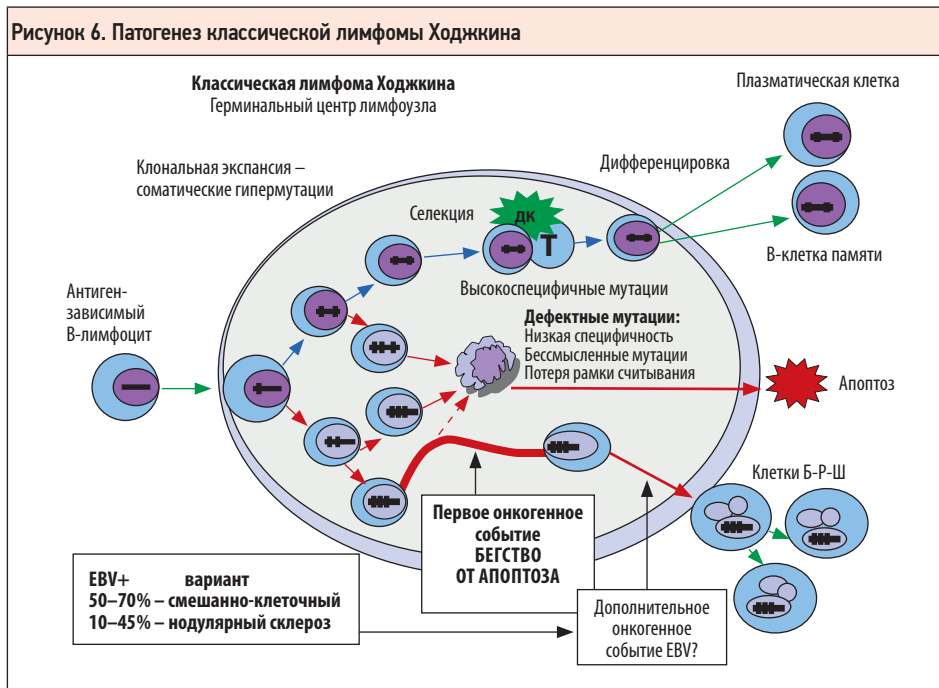 Рисунок 6. Патогенез классической лимфомы Ходжкина
Классическая лимфома Ходжкина
Герминальный центр лимфоузла
Плазматическая клетка
Клональная экспансия –
соматические гипермутации
Дифференцировка
Селекция
ДК
Т
В-клетка памяти
Высокоспецифичные мутации
Антиген-
зависимый
В-лимфоцит
Дефектные мутации:
Низкая специфичность
Бессмысленные мутации
Потеря рамки считывания
Апоптоз
Клетки Б-Р-Ш
Первое онкогенное
событие
БЕГСТВО
ОТ АПОПТОЗА
EBV+ вариант
50–70% – смешанно-клеточный
10–45% – нодулярный склероз
Дополнительное
онкогенное
событие EBV?